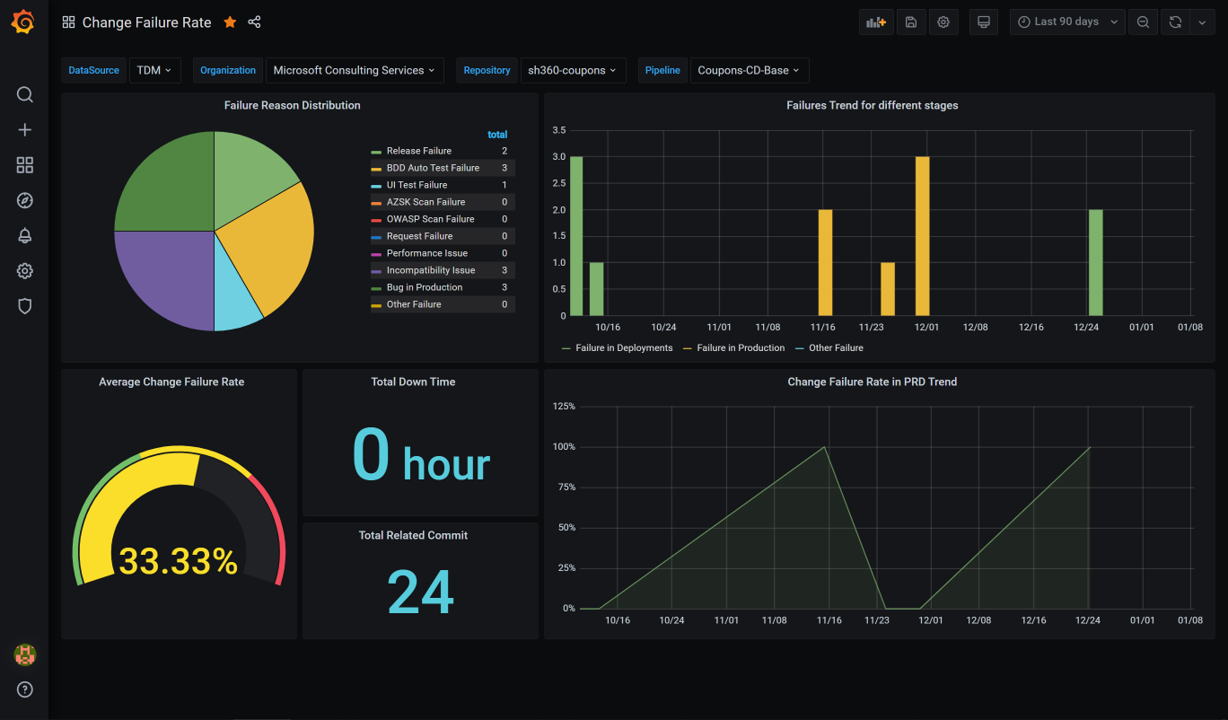 Change Failure Rate
Last 90 days
DataSource TDM Organization Microsoft Consulting Services Repository sh360-coupons Pipeline Coupons-CD-Base
Failure Reason Distribution
total
Release Failure 2
BDD Auto Test Failure 3
UI Test Failure 1
AZSK Scan Failure 0
OWASP Scan Failure 0
Request Failure 0
Performance Issue 0
Incompatibility Issue 3
Bug in Production 3
Other Failure 0
Failures Trend for different stages
3.5
3.0
2.5
2.0
1.5
1.0
0.5
0
10/16 10/24 11/01 11/08 11/16 11/23 12/01 12/08 12/16 12/24 01/01 01/08
Failure in Deployments Failure in Production Other Failure
Average Change Failure Rate
33.33%
Total Down Time
0 hour
Total Related Commit
24
Change Failure Rate in PRD Trend
125%
100%
75%
50%
25%
0%
10/16 10/24 11/01 11/08 11/16 11/23 12/01 12/08 12/16 12/24 01/01 01/08